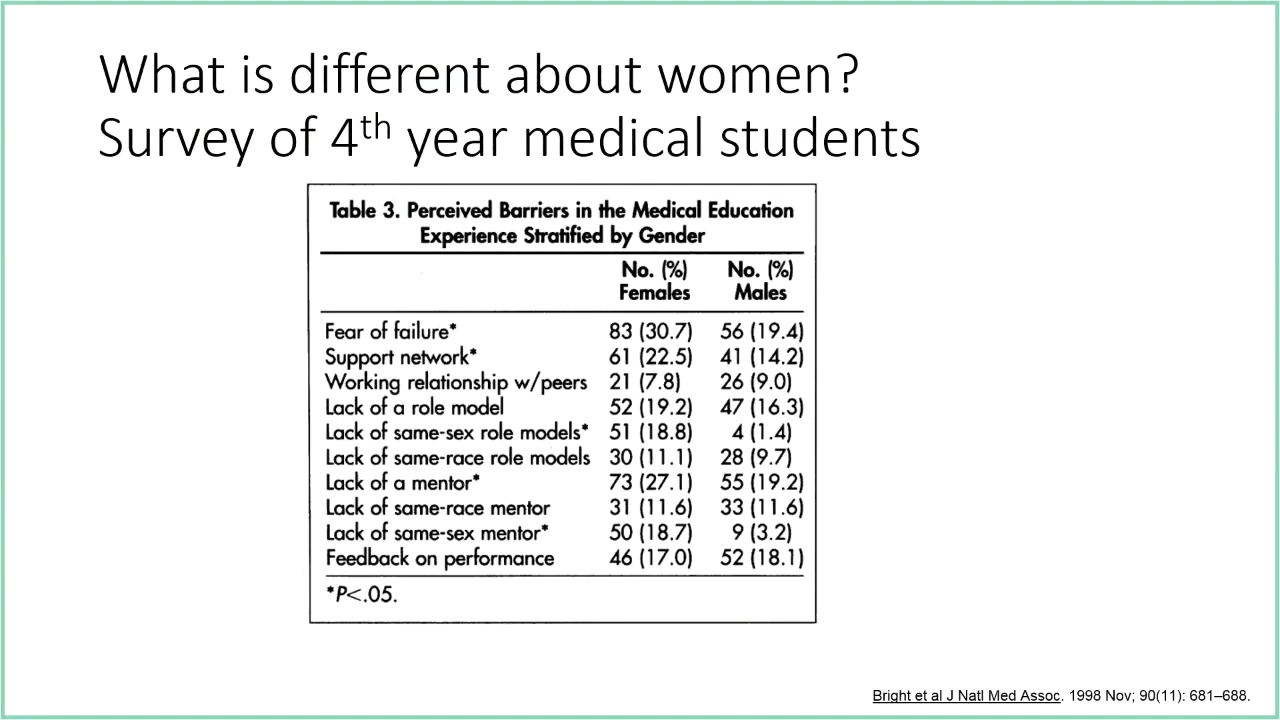 What is different about women?
Survey of 4th year medical students
Table 3. Perceived Barriers in the Medical Education
Experience Stratified by Gender
No. (%) No. (%)
Females Males
Fear of failure* 83 (30.7) 56 (19.4)
Support network* 61 (22.5) 41 (14.2)
Working relationship w/peers 21 (7.8) 26 (9.0)
Lack of a role model 52 (19.2) 47 (16.3)
Lack of same-sex role models* 51 (18.8) 4 (1.4)
Lack of same-race role models 30 (11.1) 28 (9.7)
Lack of a mentor* 73 (27.1) 55 (19.2)
Lack of same-race mentor 31 (11.6) 33 (11.6)
Lack of same-sex mentor* 50 (18.7) 9 (3.2)
Feedback on performance 46 (17.0) 52 (18.1)
*P<.05.
Bright et al J Natl Med Assoc. 1998 Nov; 90(11): 681–688.